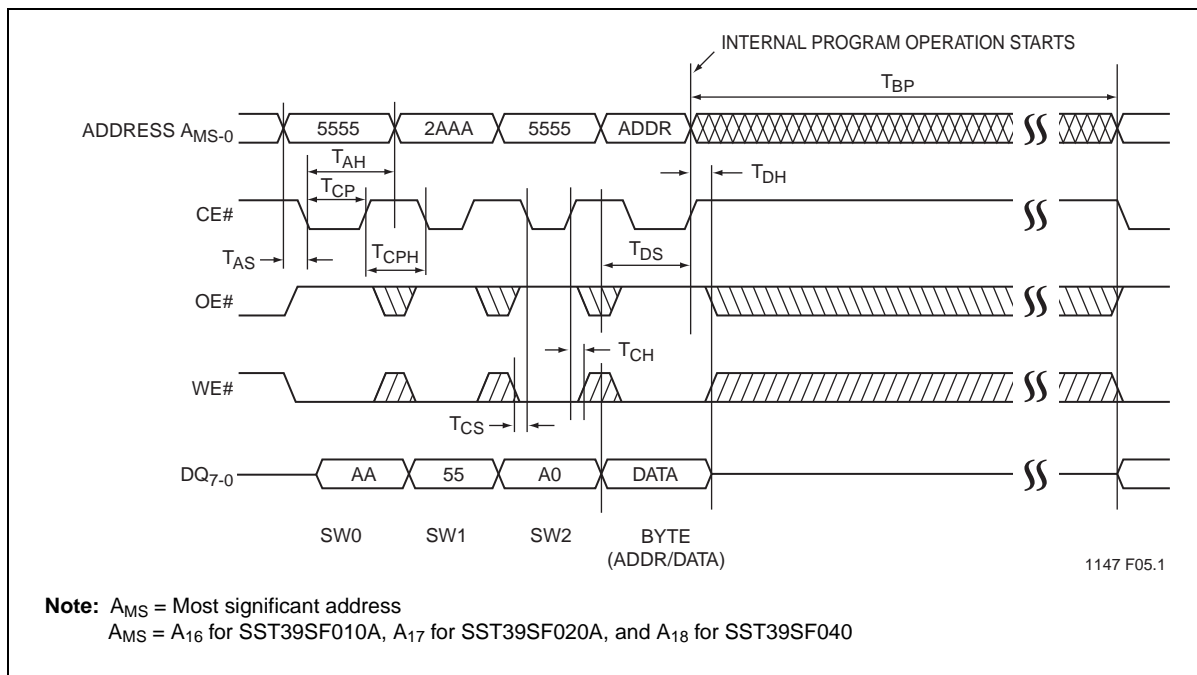 INTERNAL PROGRAM OPERATION STARTS
TBP
ADDRESS AMS-0
5555 2AAA 5555 ADDR
TAH
TDH
TCP
CE#
TAS
TCPH
TDS
OE#
TCH
WE#
TCS
DQ7-0
AA 55 A0 DATA
SW0 SW1 SW2 BYTE
(ADDR/DATA)
1147 F05.1
Note: AMS = Most significant address
AMS = A16 for SST39SF010A, A17 for SST39SF020A, and A18 for SST39SF040